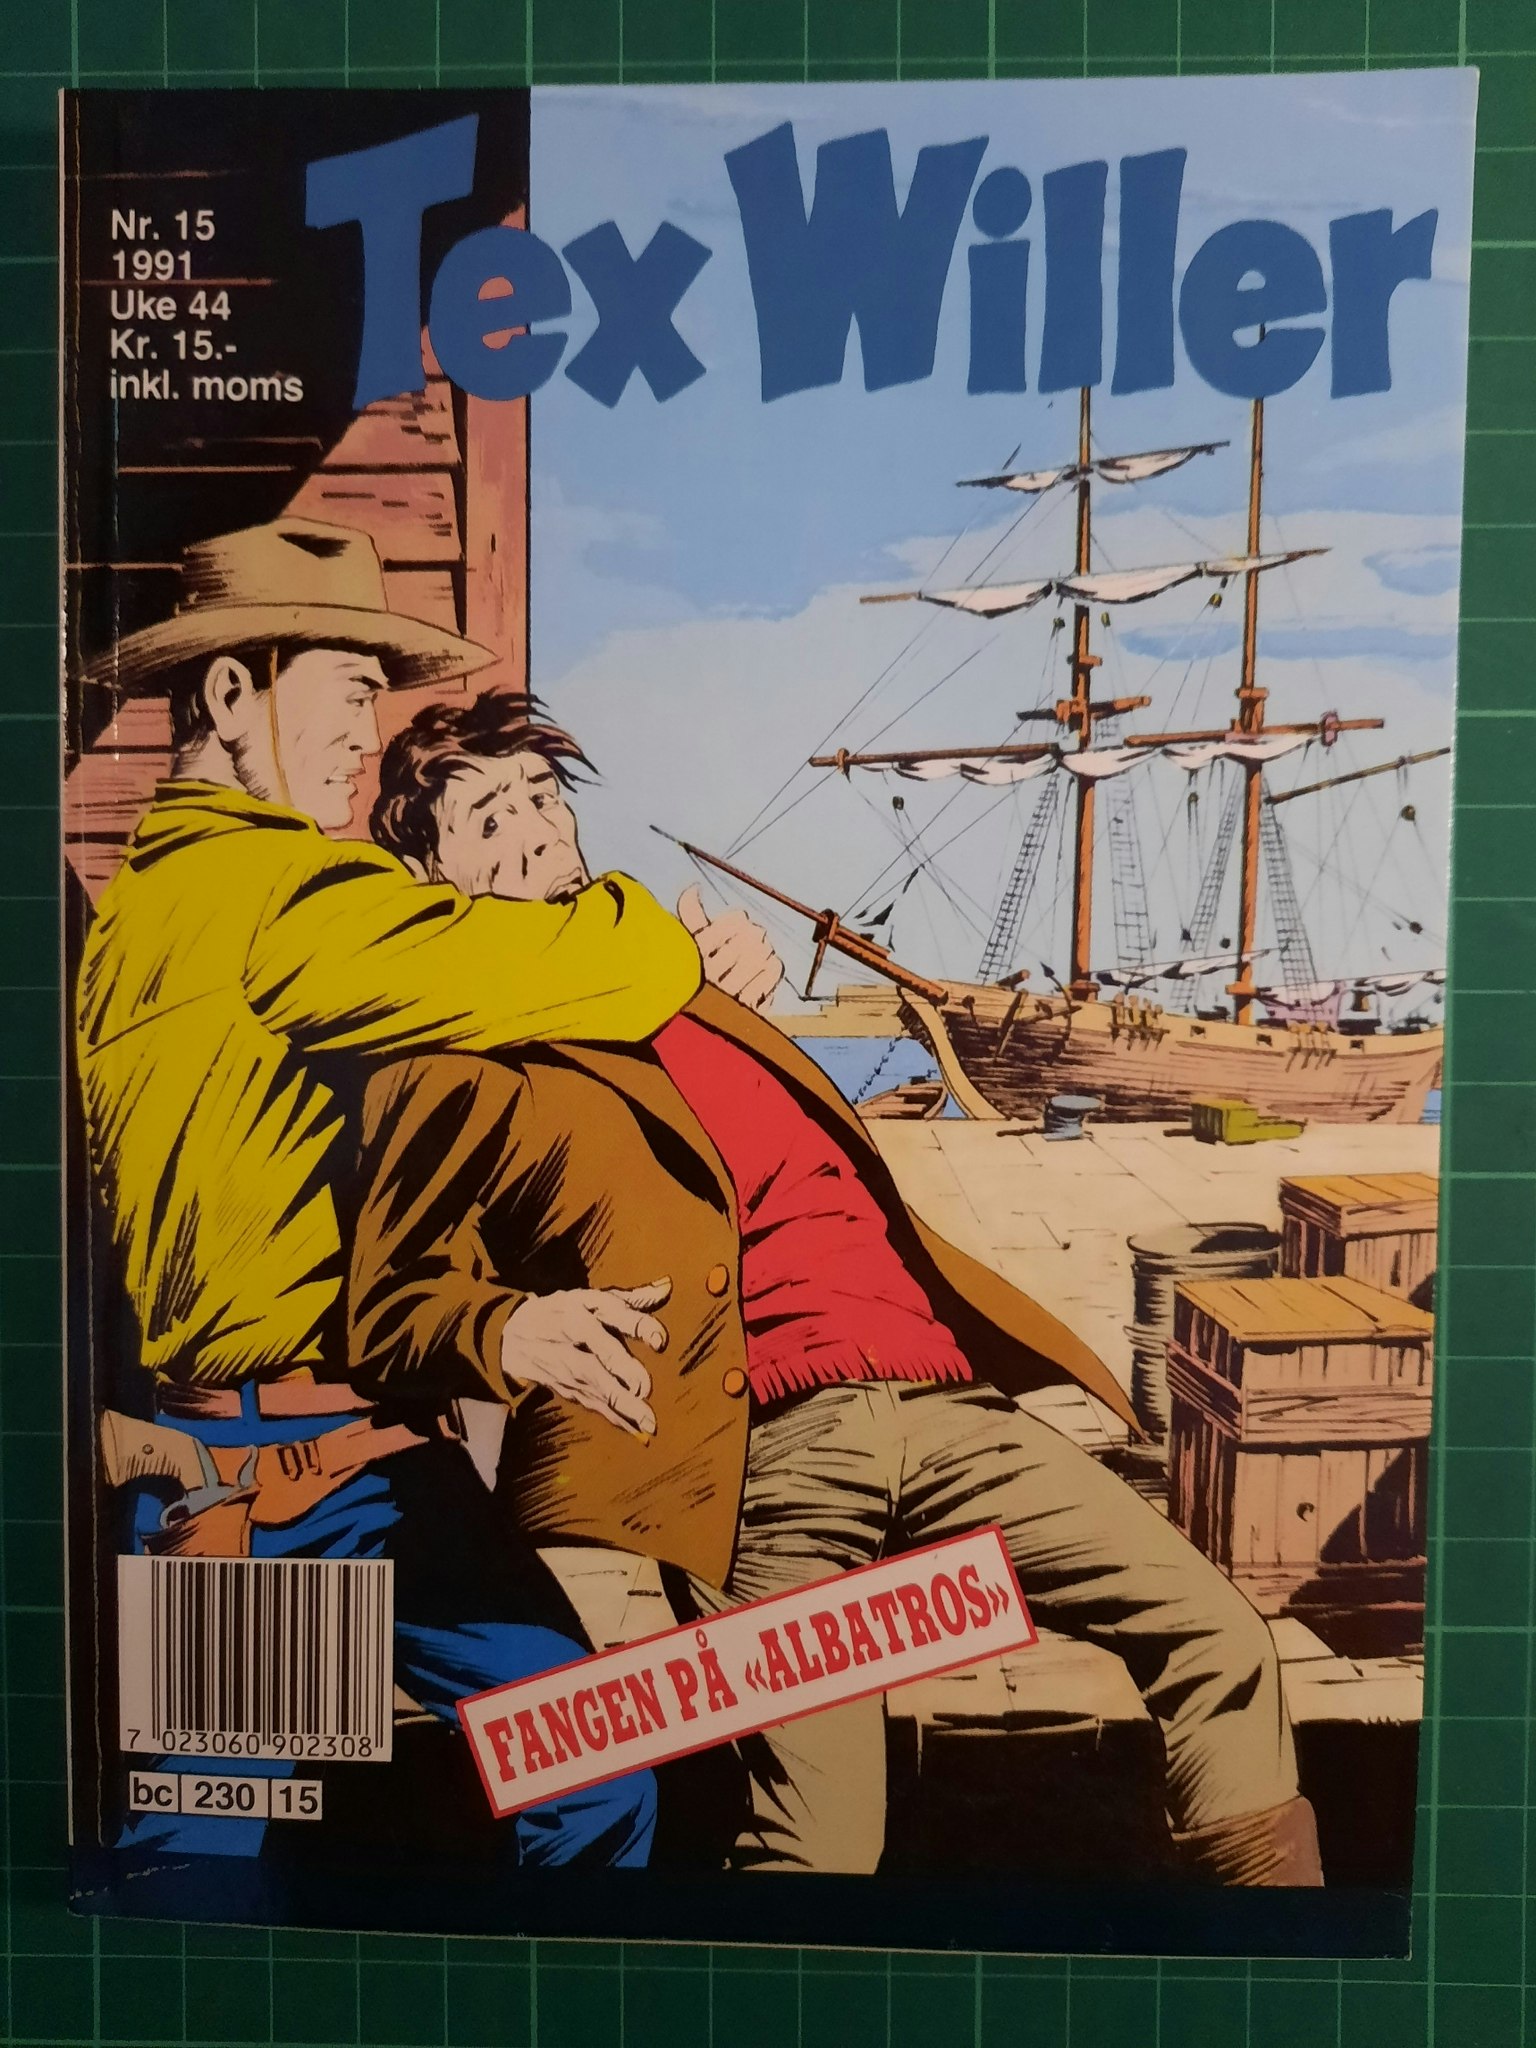 Tex Willer
Nr. 15
1991
Uke 44
Kr. 15.-
inkl. moms
FANGEN PÅ «ALBATROS»
7 023060 902308
bc 230 15